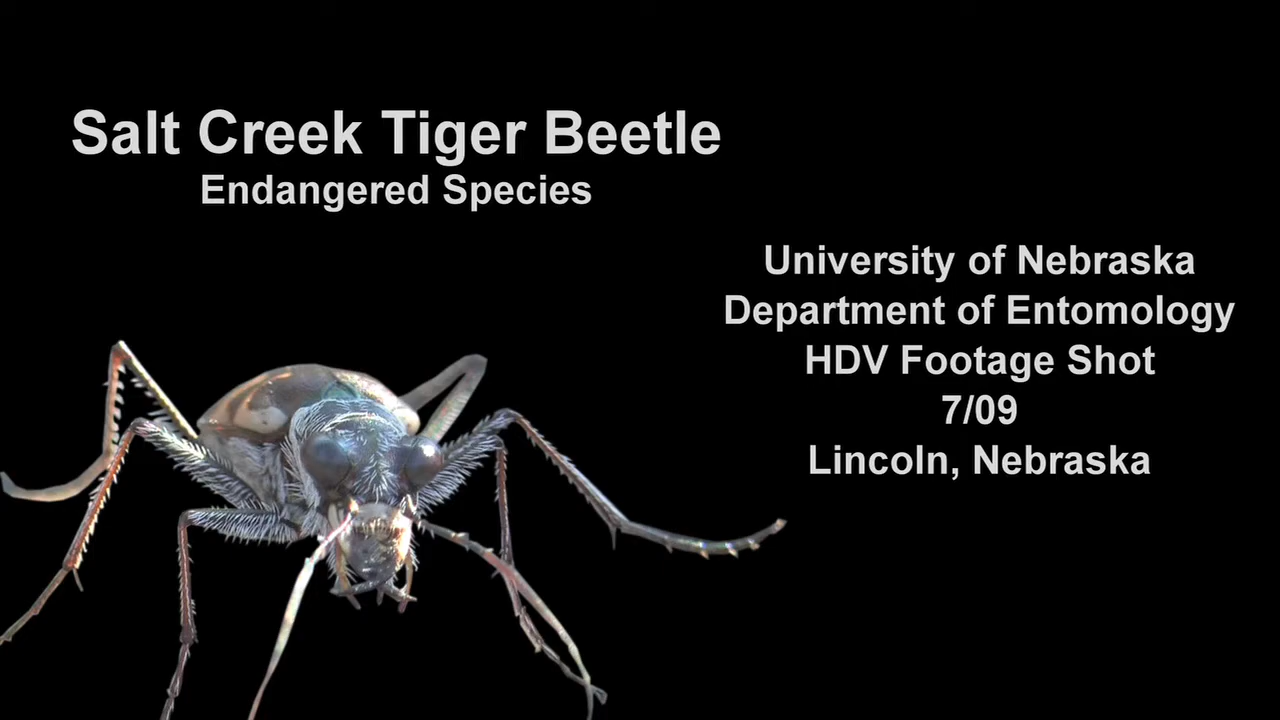 Salt Creek Tiger Beetle
Endangered Species
University of Nebraska
Department of Entomology
HDV Footage Shot
7/09
Lincoln, Nebraska